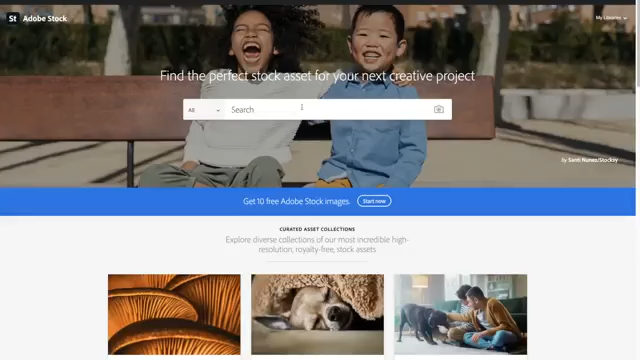 St Adobe Stock
My Libraries
Find the perfect stock asset for your next creative project
All
Search
by Santi Nunez/Stocksy
Get 10 free Adobe Stock images.
Start now
CURATED ASSET COLLECTIONS
Explore diverse collections of our most incredible high-
resolution, royalty-free, stock assets